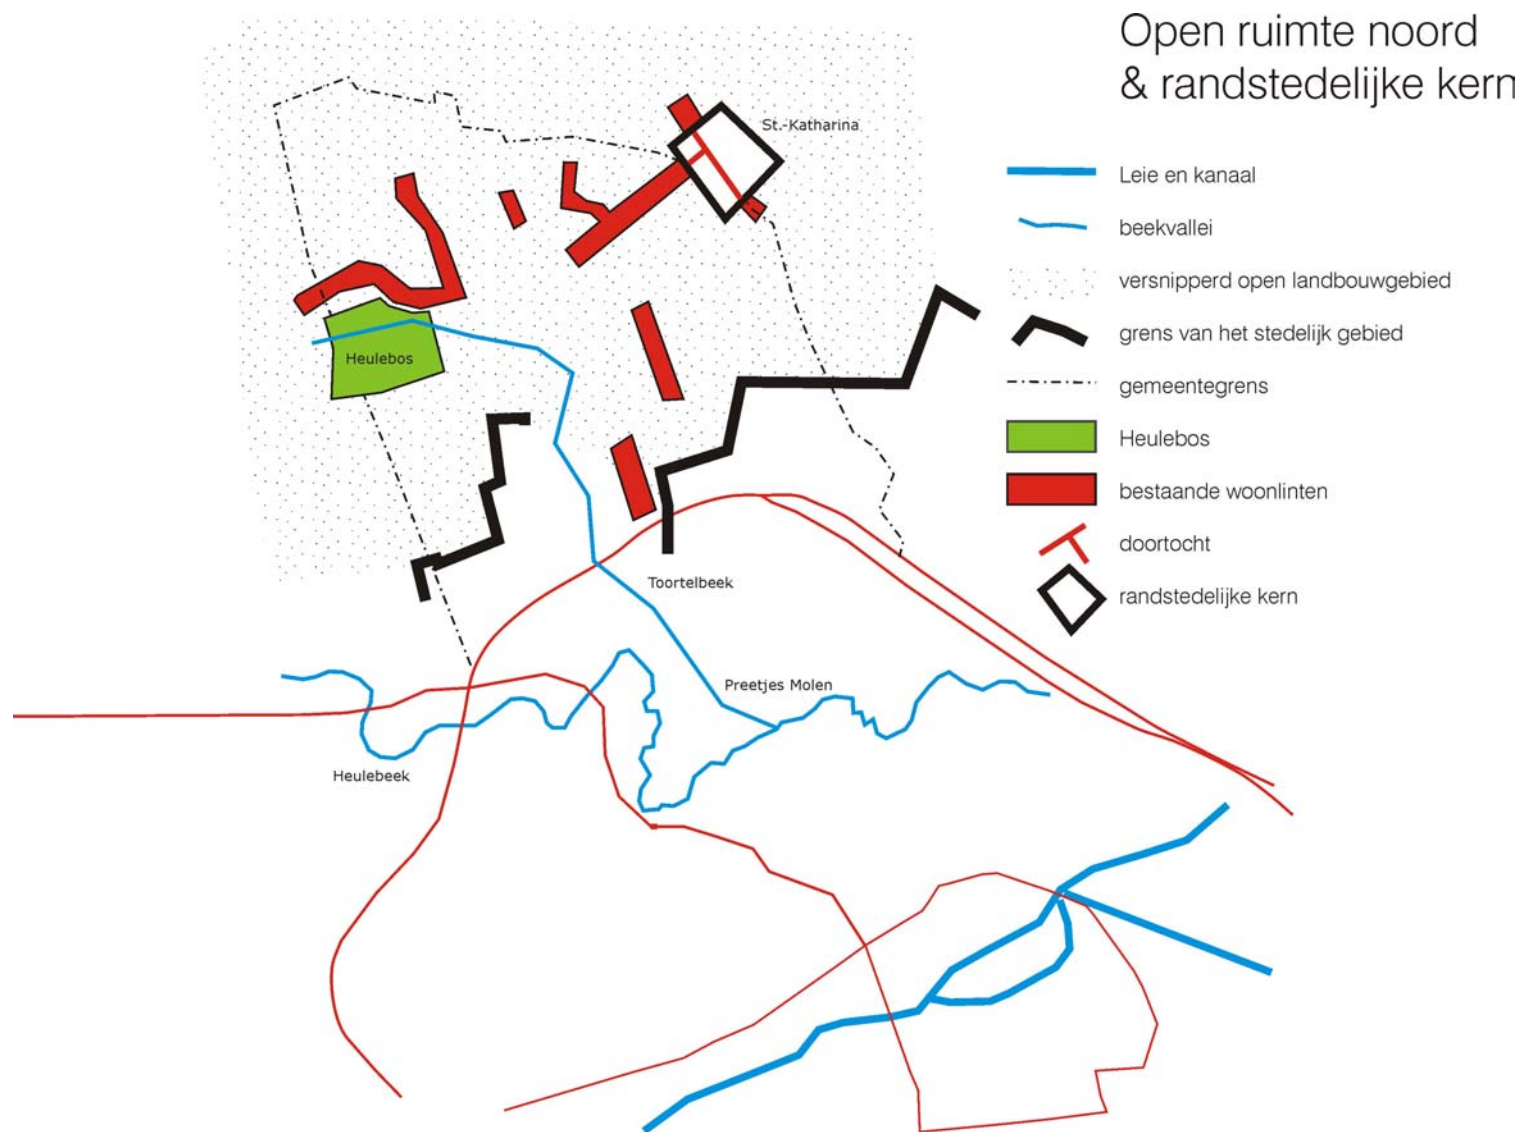 Open ruimte noord
& randstedelijke kern
St.-Katharina
Leie en kanaal
beekvallei
versnipperd open landbouwgebied
grens van het stedelijk gebied
Heulebos
gemeentegrens
Heulebos
bestaande woonlinten
doortocht
Toortelbeek
randstedelijke kern
Preetjes Molen
Heulebeek